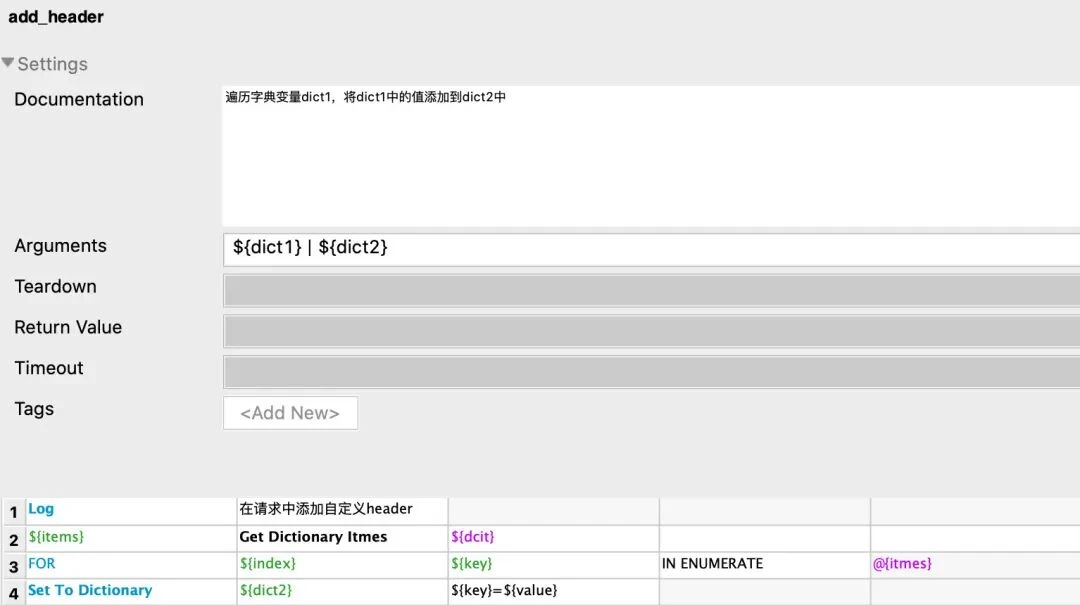 add_header
Settings
Documentation
遍历字典变量dict1，将dict1中的值添加到dict2中
Arguments
${dict1} | ${dict2}
Teardown
Return Value
Timeout
Tags
<Add New>
1 Log 在请求中添加自定义header
2 ${items} Get Dictionary Itmes ${dcit}
3 FOR ${index} ${key} IN ENUMERATE @{itmes}
4 Set To Dictionary ${dict2} ${key}=${value}